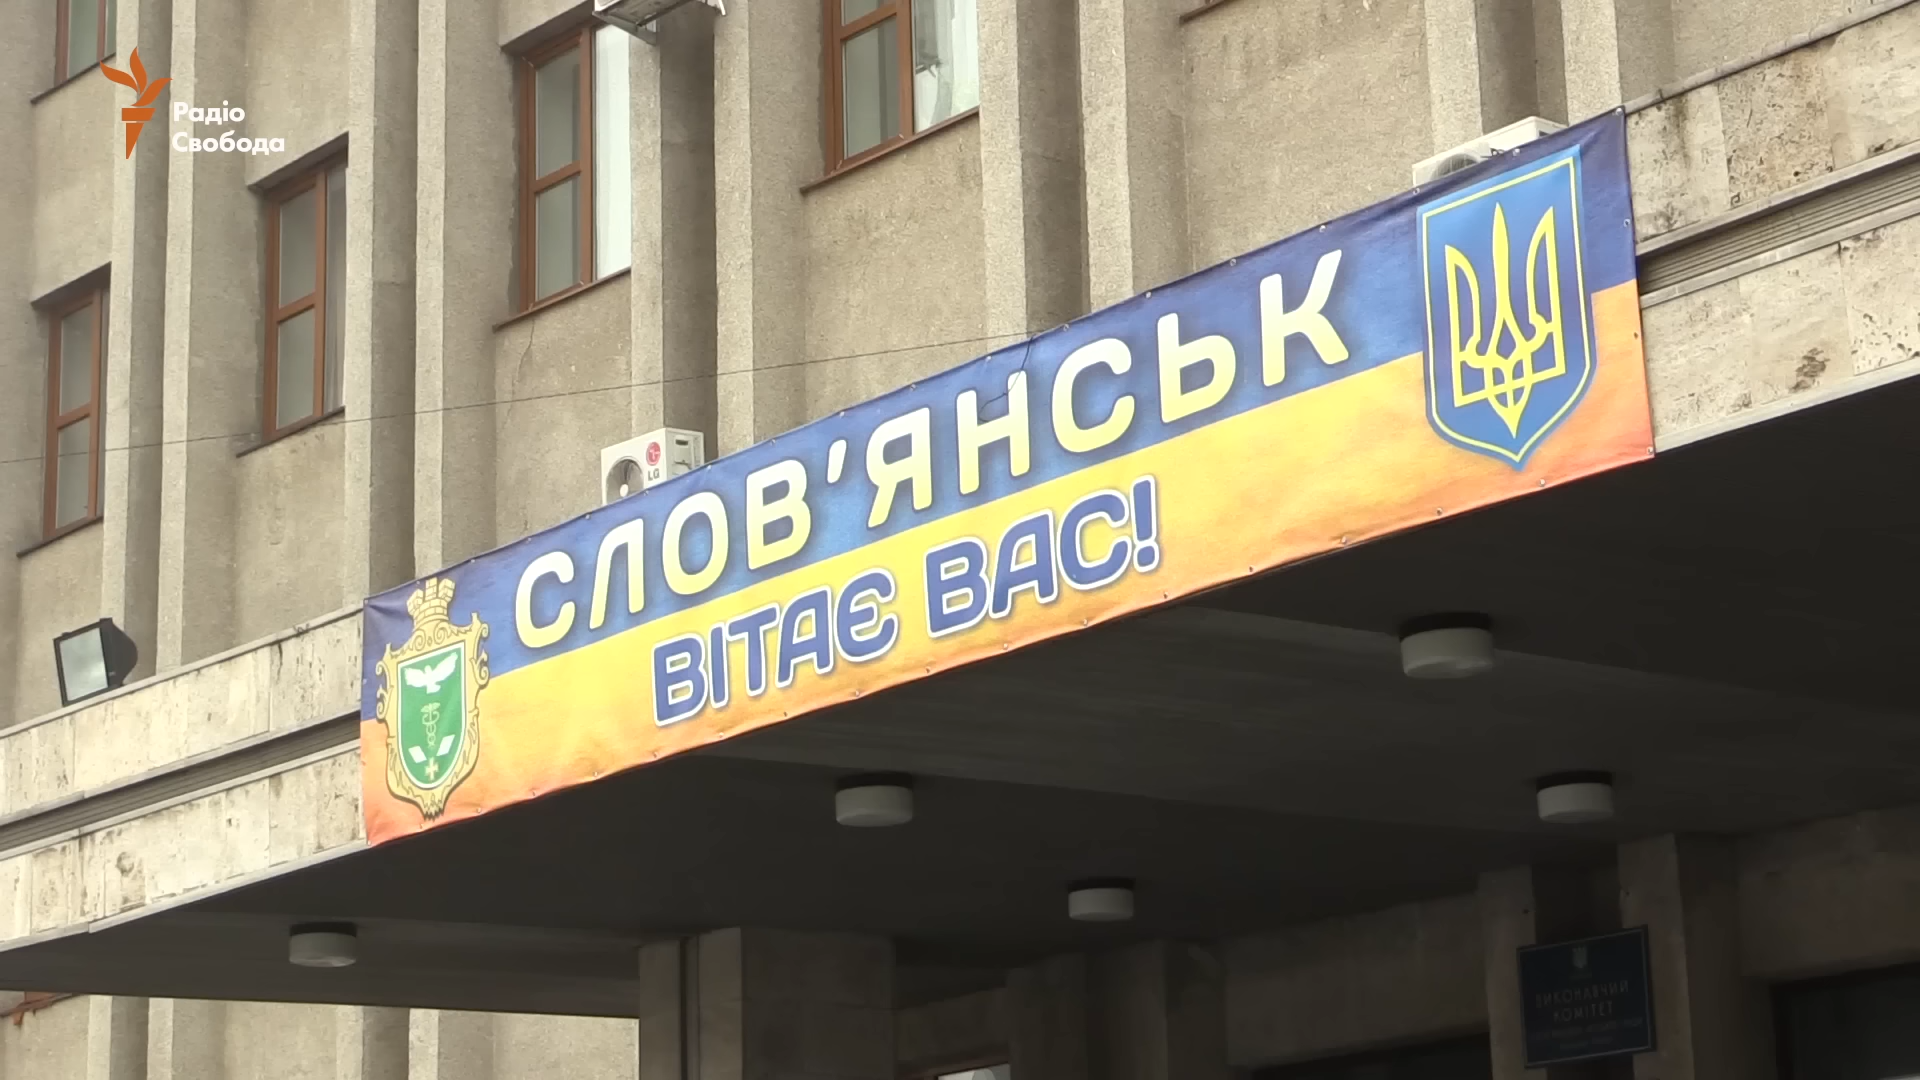 Радіо
Свобода
СЛОВ'ЯНСЬК
ВІТАЄ ВАС!
LG
ВИКОНАВЧИЙ
КОМІТЕТ